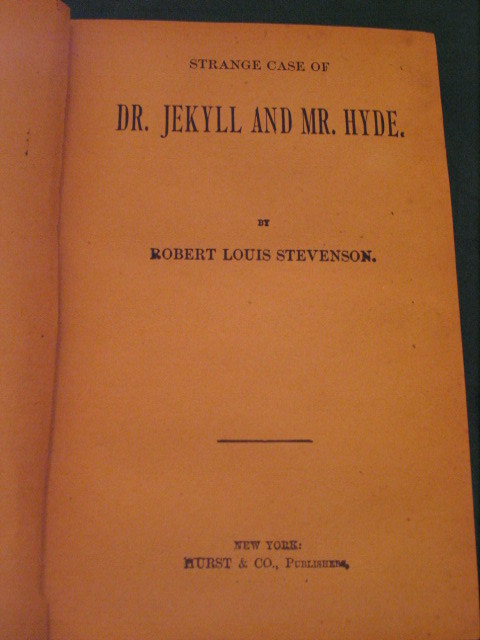 STRANGE CASE OF
DR. JEKYLL AND MR. HYDE.
BY
ROBERT LOUIS STEVENSON.
NEW YORK:
HURST & CO., PUBLISHERS,